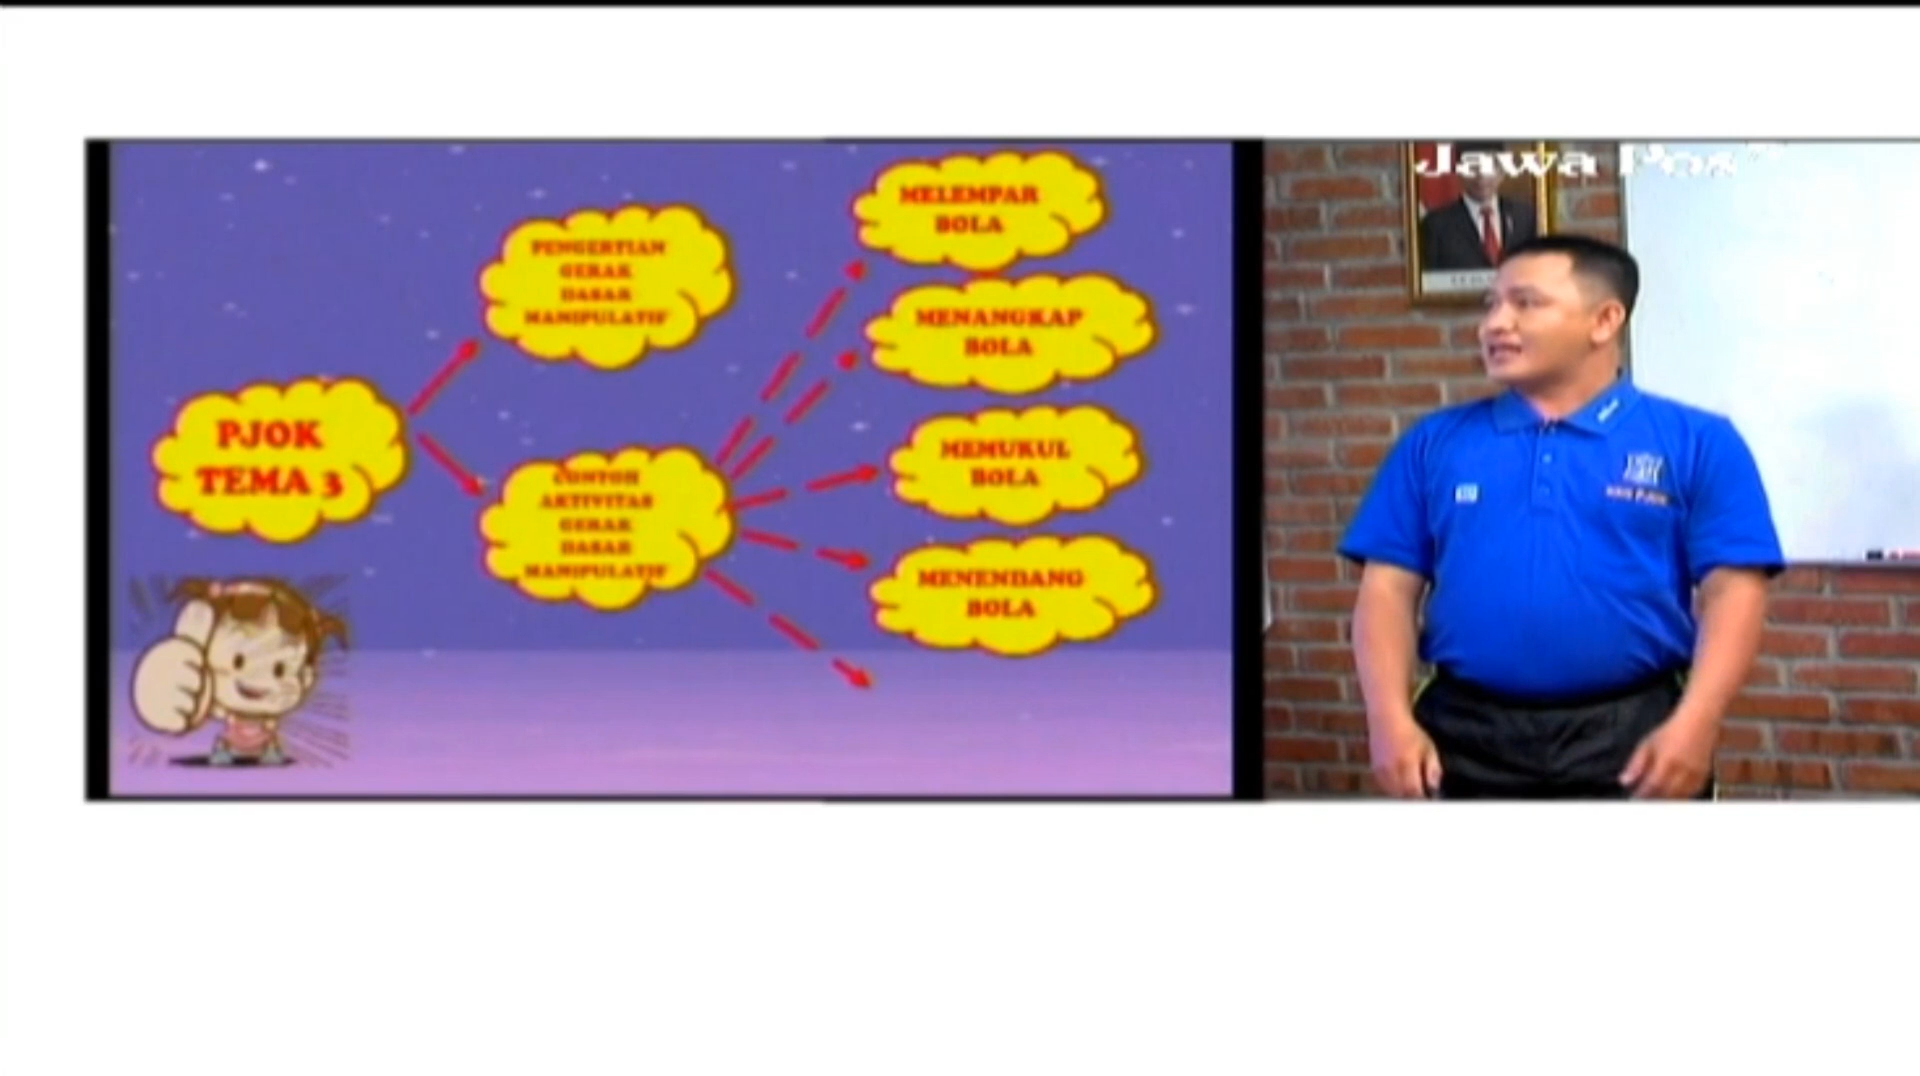 PJOK
TEMA 3
PENGERTIAN
GERAK
DASAR
MANIPULATIF
CONTOH
AKTIVITAS
GERAK
DASAR
MANIPULATIF
MELEMPAR
BOLA
MENANGKAP
BOLA
MEMUKUL
BOLA
MENENDANG
BOLA
Jawa Pos